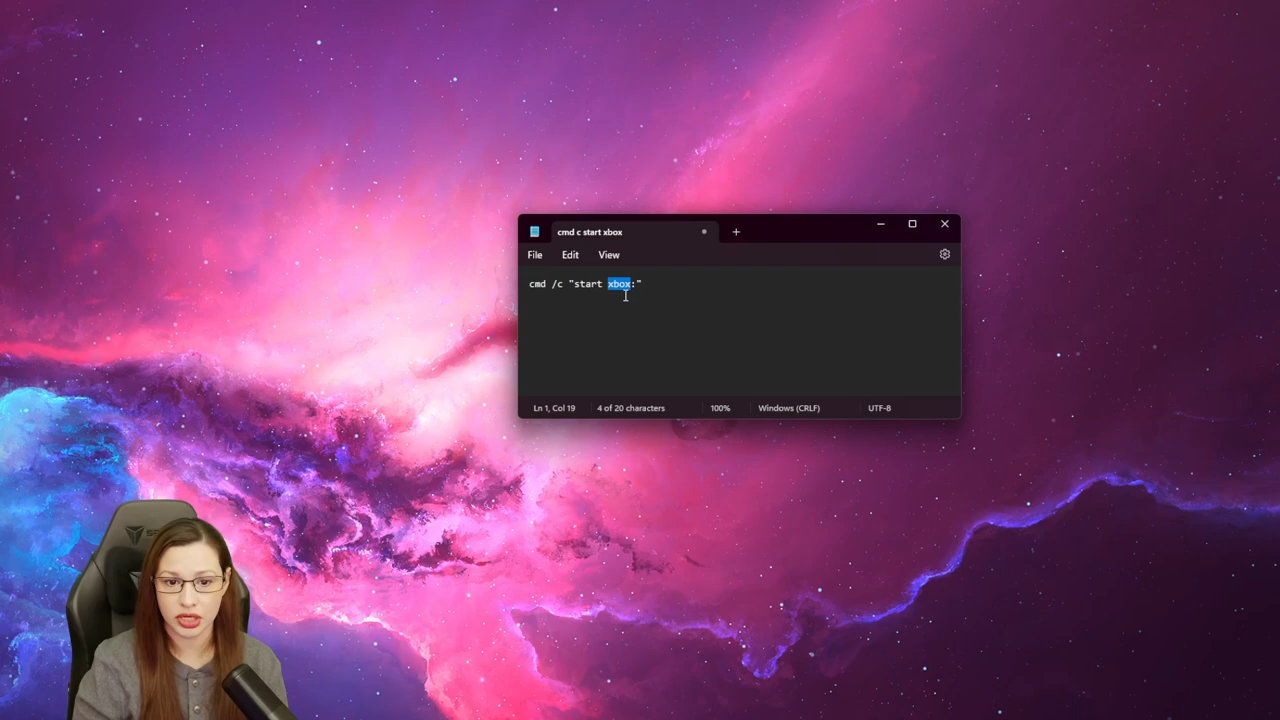 cmd c start xbox
File Edit View
cmd /c "start xbox:"
Ln 1, Col 19 4 of 20 characters 100% Windows (CRLF) UTF-8